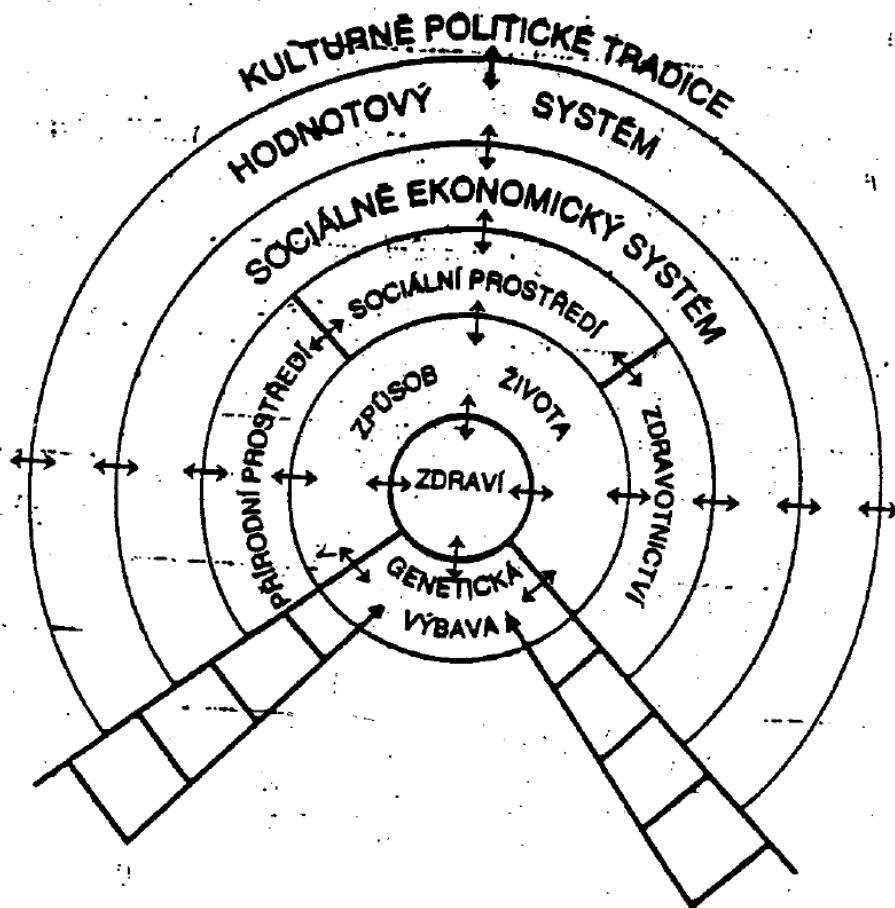 KULTURNĚ POLITICKÉ TRADICE
HODNOTOVÝ SYSTÉM
SOCIÁLNĚ EKONOMICKÝ SYSTÉM
SOCIÁLNÍ PROSTŘEDÍ
PŘÍRODNÍ PROSTŘEDÍ
ZDRAVOTNICTVÍ
ZPŮSOB ŽIVOTA
ZDRAVÍ
GENETICKÁ
VÝBAVA